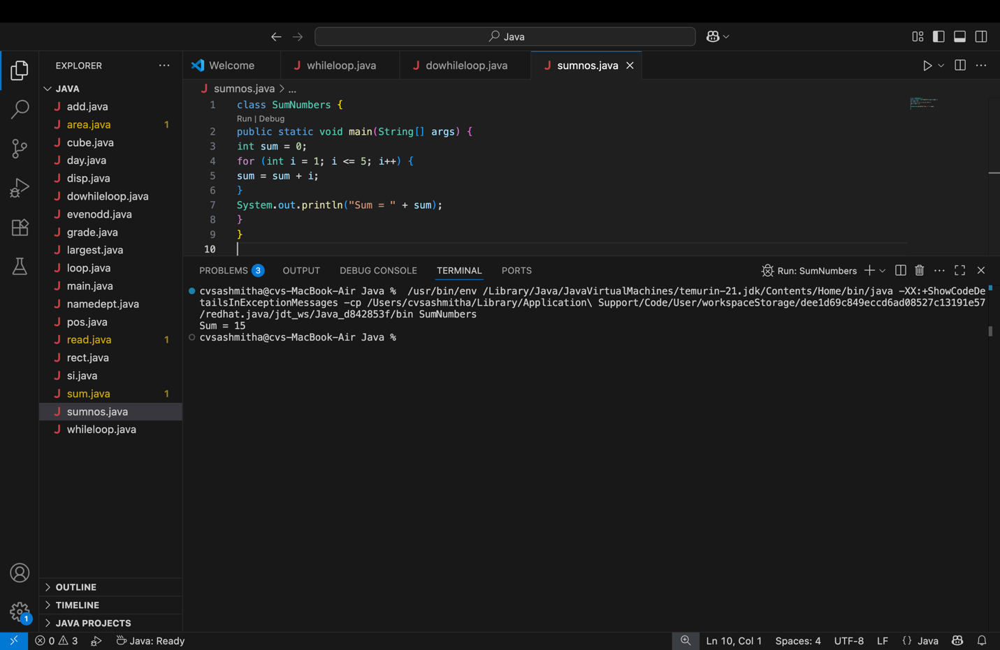 Java
EXPLORER
Welcome
whileloop.java
dowhileloop.java
sumnos.java
JAVA
add.java
area.java 1
cube.java
day.java
disp.java
dowhileloop.java
evenodd.java
grade.java
largest.java
loop.java
main.java
namedept.java
pos.java
read.java 1
rect.java
si.java
sum.java 1
sumnos.java
whileloop.java
OUTLINE
TIMELINE
JAVA PROJECTS
1
sumnos.java > ...
1 class SumNumbers {
Run | Debug
2 public static void main(String[] args) {
3 int sum = 0;
4 for (int i = 1; i <= 5; i++) {
5 sum = sum + i;
6 }
7 System.out.println("Sum = " + sum);
8 }
9 }
10
PROBLEMS 3 OUTPUT DEBUG CONSOLE TERMINAL PORTS
Run: SumNumbers
cvsashmitha@cvs-MacBook-Air Java %  /usr/bin/env /Library/Java/JavaVirtualMachines/temurin-21.jdk/Contents/Home/bin/java -XX:+ShowCodeDe
tailsInExceptionMessages -cp /Users/cvsashmitha/Library/Application\ Support/Code/User/workspaceStorage/dee1d69c849eccd6ad08527c13191e57
/redhat.java/jdt_ws/Java_d842853f/bin SumNumbers
Sum = 15
cvsashmitha@cvs-MacBook-Air Java %
0 3 Java: Ready Ln 10, Col 1 Spaces: 4 UTF-8 LF {} Java